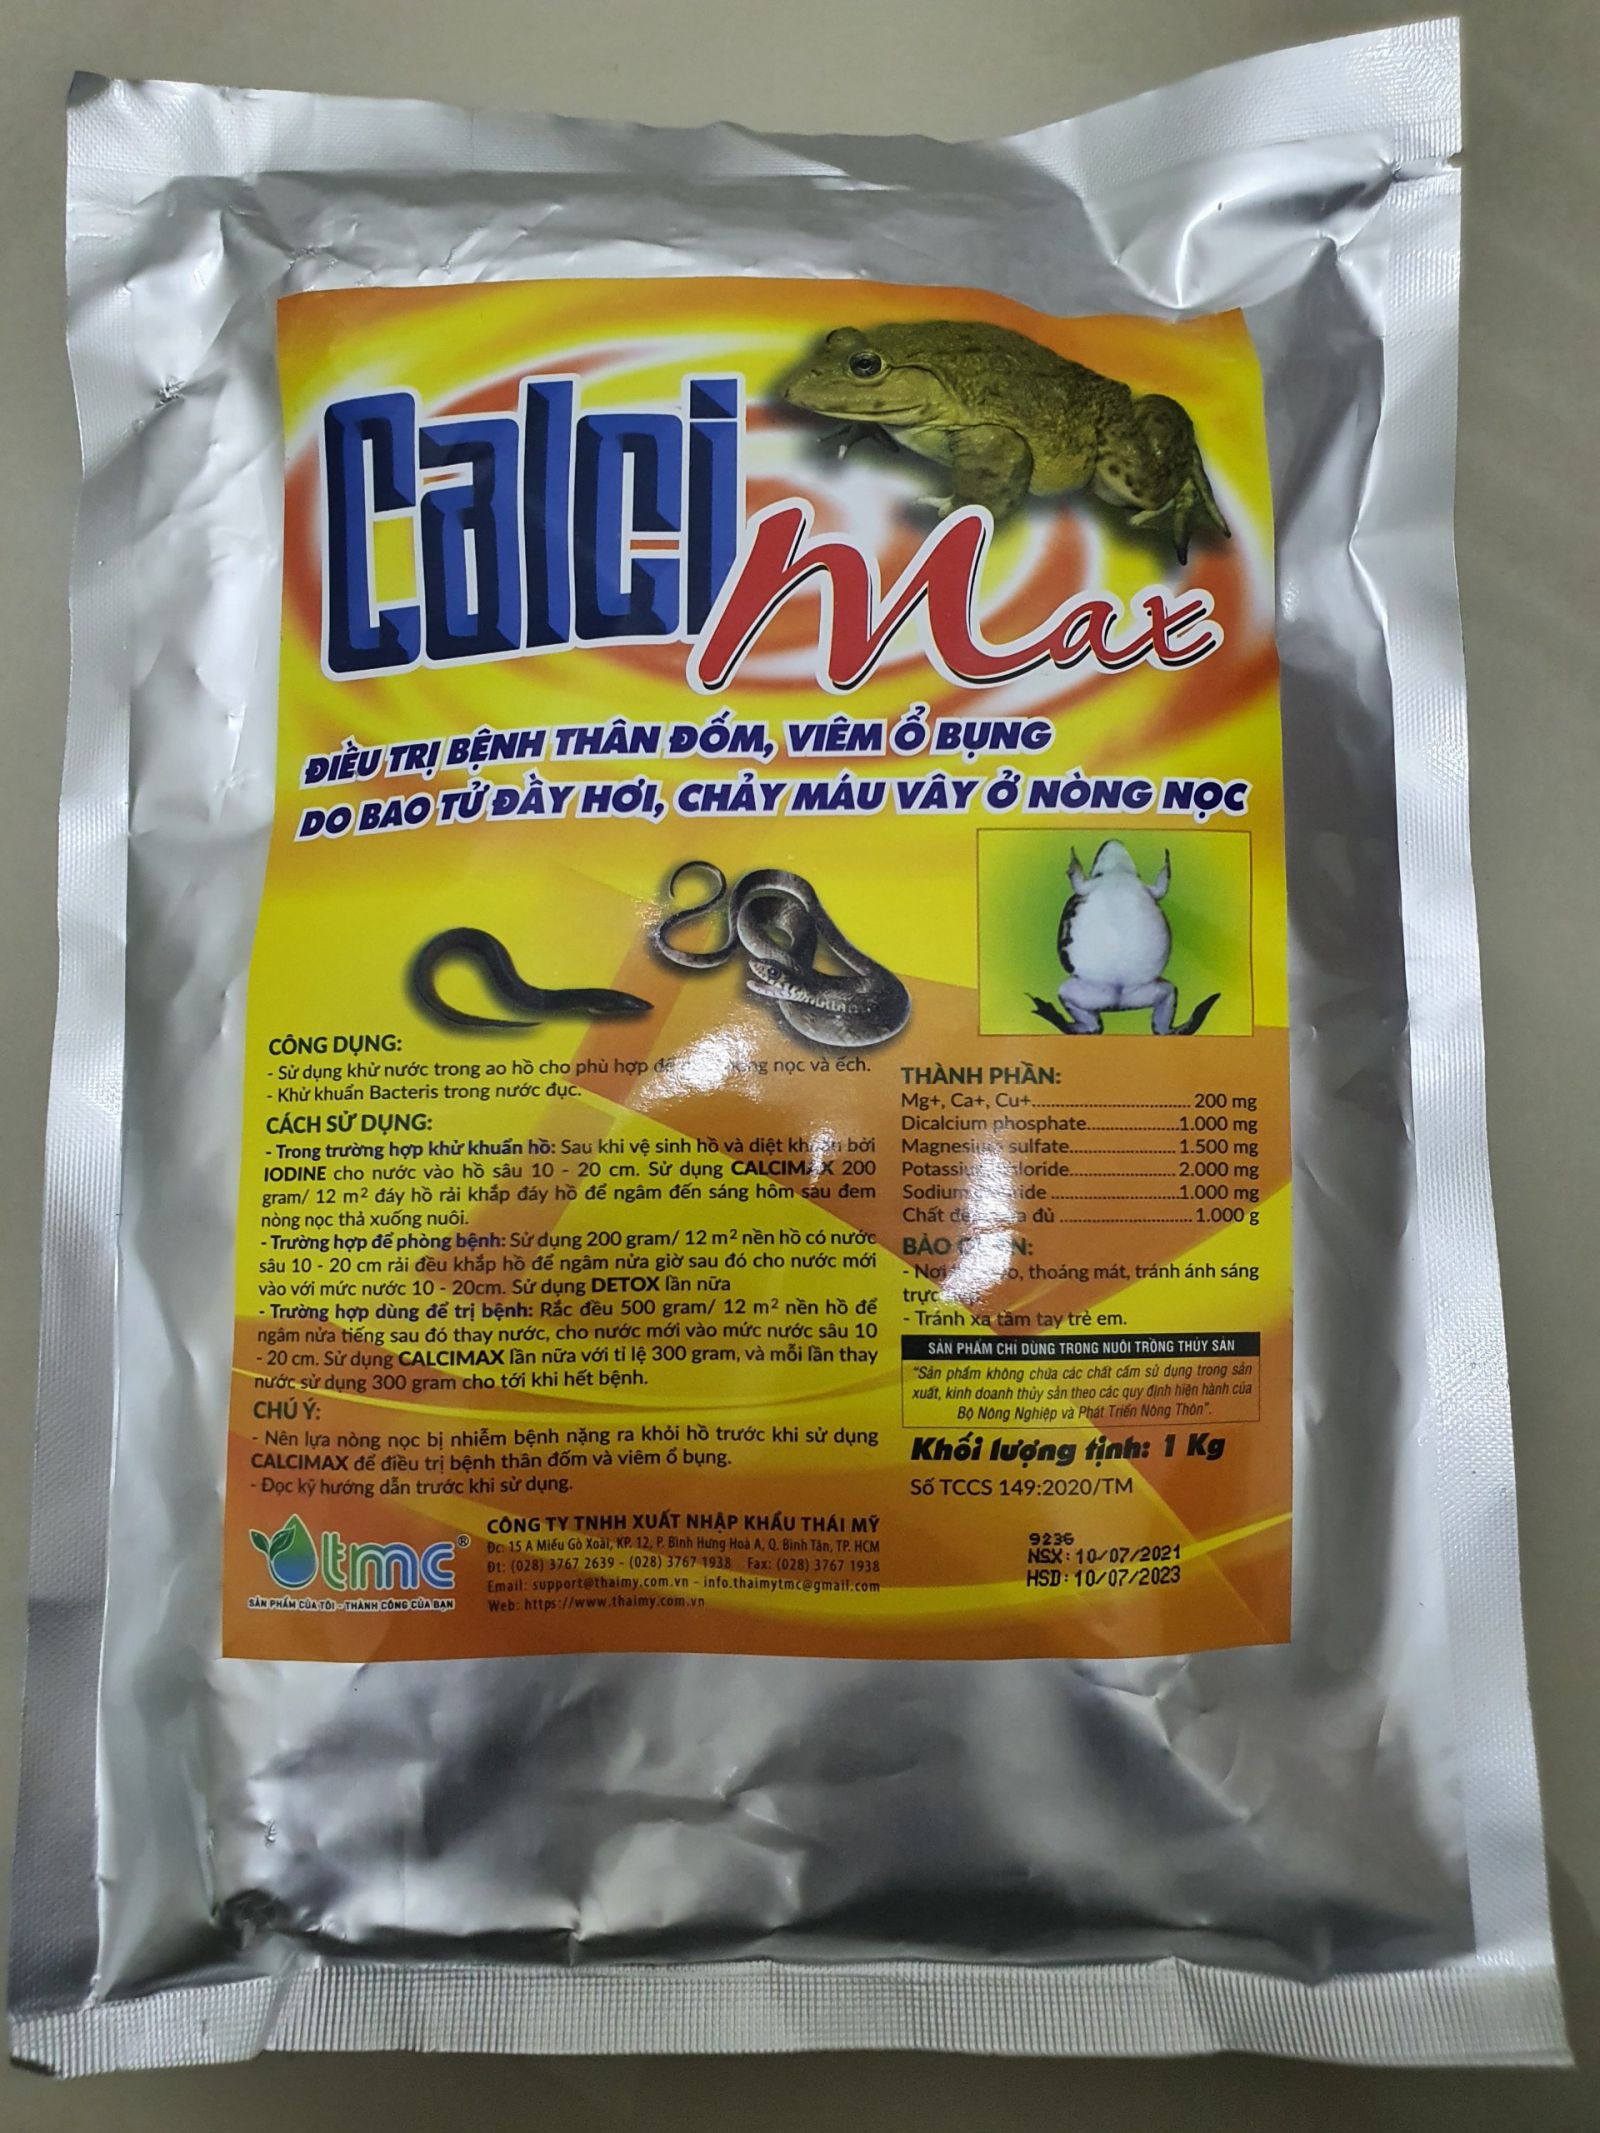 Calci
Max
ĐIỀU TRỊ BỆNH THÂN ĐỐM, VIÊM Ổ BỤNG
DO BAO TỬ ĐẦY HƠI, CHẢY MÁU VÂY Ở NÒNG NỌC
CÔNG DỤNG:
- Sử dụng khử nước trong ao hồ cho phù hợp để nọc và ếch.
- Khử khuẩn Bacteris trong nước đục.
CÁCH SỬ DỤNG:
- Trong trường hợp khử khuẩn hồ: Sau khi vệ sinh hồ và diệt bởi
IODINE cho nước vào hồ sâu 10 - 20 cm. Sử dụng CALCIMAX 200
gram/ 12 m² đáy hồ rải khắp đáy hồ để ngâm đến sáng hôm sau đem
nòng nọc thả xuống nuôi.
- Trường hợp để phòng bệnh: Sử dụng 200 gram/ 12 m² nền hồ có nước
sâu 10 - 20 cm rải đều khắp hồ để ngâm nửa giờ sau đó cho nước mới
vào với mức nước 10 - 20cm. Sử dụng DETOX lần nữa
- Trường hợp dùng để trị bệnh: Rắc đều 500 gram/ 12 m² nền hồ để
ngâm nửa tiếng sau đó thay nước, cho nước mới vào mức nước sâu 10
- 20 cm. Sử dụng CALCIMAX lần nữa với tỉ lệ 300 gram, và mỗi lần thay
nước sử dụng 300 gram cho tới khi hết bệnh.
CHÚ Ý:
- Nên lựa nòng nọc bị nhiễm bệnh nặng ra khỏi hồ trước khi sử dụng
CALCIMAX để điều trị bệnh thân đốm và viêm ổ bụng.
- Đọc kỹ hướng dẫn trước khi sử dụng.
THÀNH PHẦN:
Mg+, Ca+, Cu+.......... 200 mg
Dicalcium phosphate..........1.000 mg
Magnesium sulfate.......... 1.500 mg
Potassium 2.000 mg
Sodium 1.000 mg
Chất đủ .......... 1.000 g
BẢO
- Nơi thoáng mát, tránh ánh sáng
- Tránh xa tầm tay trẻ em.
SẢN PHẨM CHỈ DÙNG TRONG NUÔI TRỒNG THỦY SẢN
"Sản phẩm không chứa các chất cấm sử dụng trong sản
xuất, kinh doanh thủy sản theo các quy định hiện hành của
Bộ Nông Nghiệp và Phát Triển Nông Thôn".
Khối lượng tịnh: 1 Kg
Số TCCS 149:2020/TM
9236
NSX: 10/07/2021
HSD: 10/07/2023
tmc®
SẢN PHẨM CỦA TÔI - THÀNH CÔNG CỦA BẠN
CÔNG TY TNHH XUẤT NHẬP KHẨU THÁI MỸ
Đc: 15 A Miếu Gò Xoài, KP. 12, P. Bình Hưng Hoà A, Q. Bình Tân, TP. HCM
Đt: (028) 3767 2639 - (028) 3767 1938 Fax: (028) 3767 1938
Email: support@thaimy.com.vn - info.thaimytmc@gmail.com
Web: https://www.thaimy.com.vn